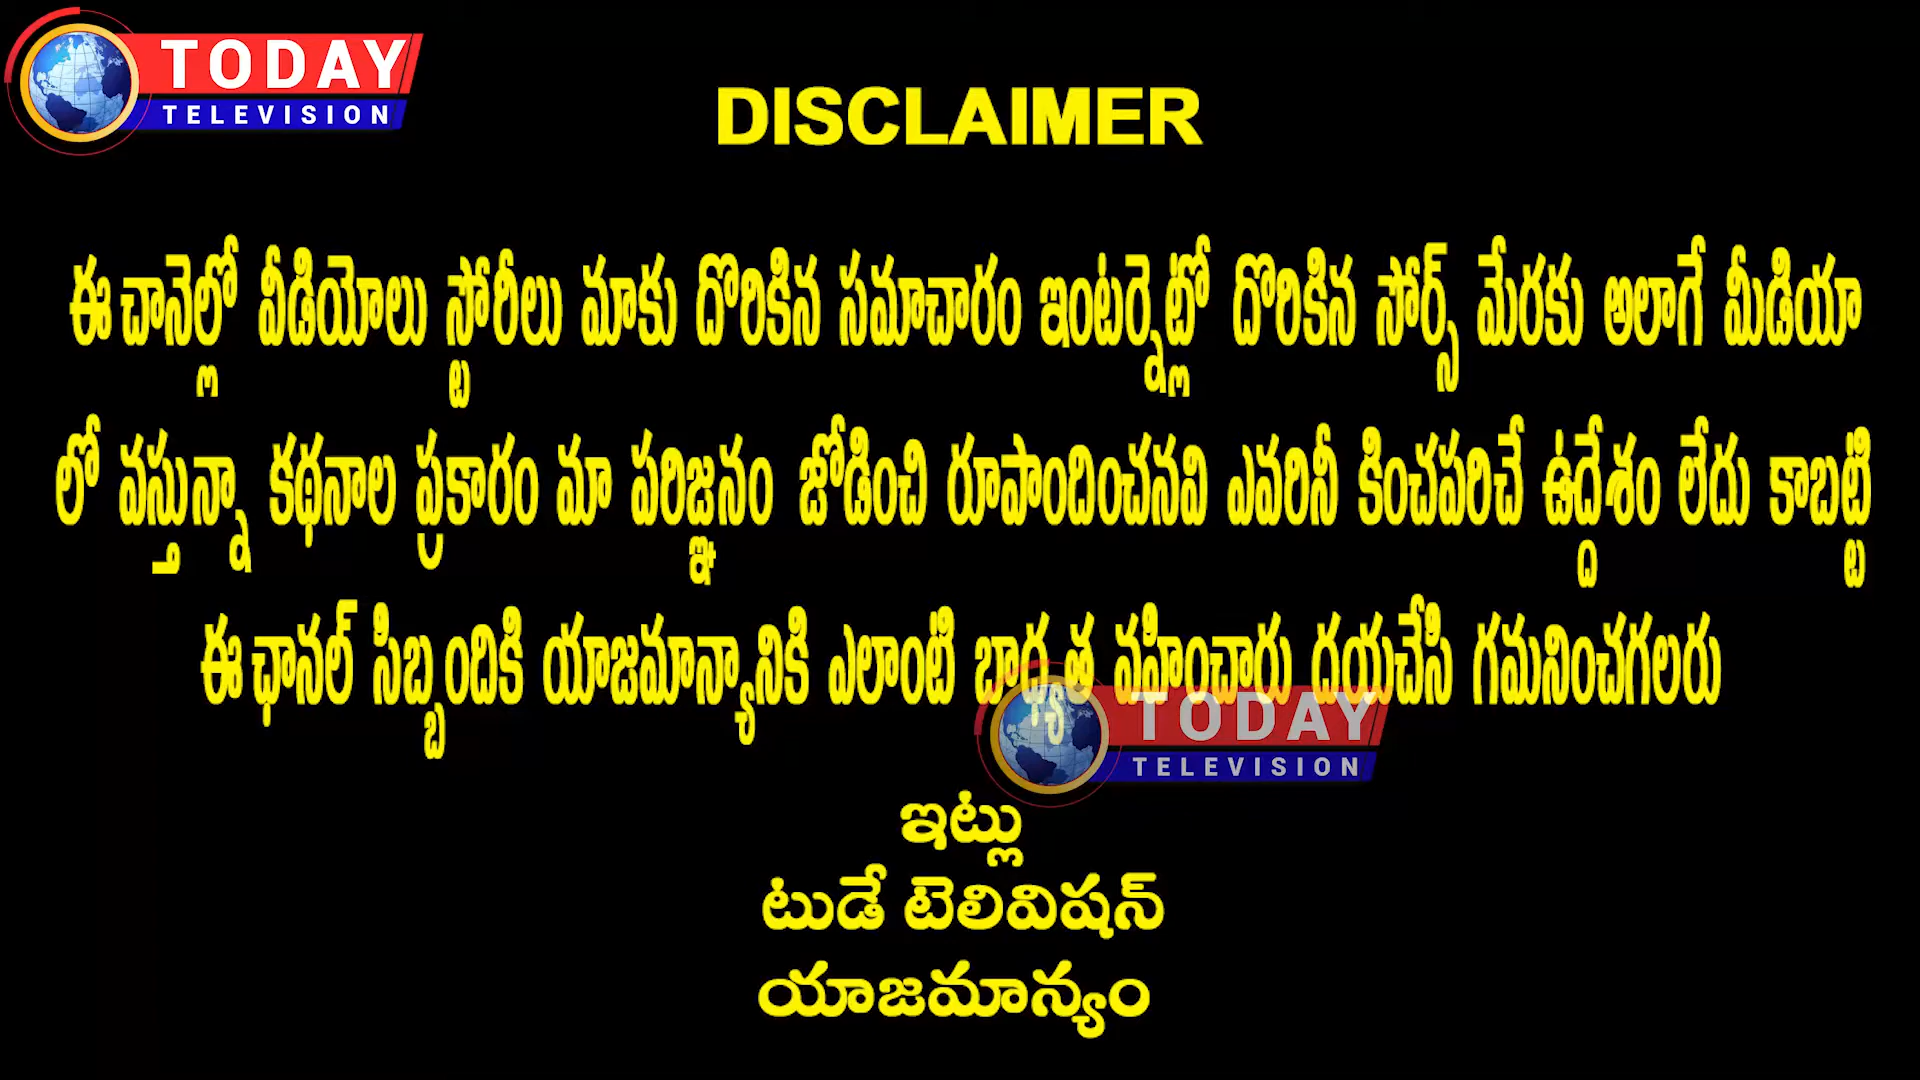 TODAY
TELEVISION
DISCLAIMER
ఈ చానెల్లో వీడియోలు స్టోరీలు మాకు దొరికిన సమాచారం ఇంటర్నెట్లో దొరికిన సోర్స్ మేరకు అలాగే మీడియా
లో వస్తున్నా కథనాల ప్రకారం మా పరిజ్ఞనం జోడించి రూపొందించనవి ఎవరినీ కించపరిచే ఉద్దేశం లేదు కాబట్టి
ఈ ఛానల్ సిబ్బందికి యాజమాన్యానికి ఎలాంటి బాధ్యత వహించారు దయచేసి గమనించగలరు
TODAY
TELEVISION
ఇట్లు
టుడే టెలివిషన్
యాజమాన్యం